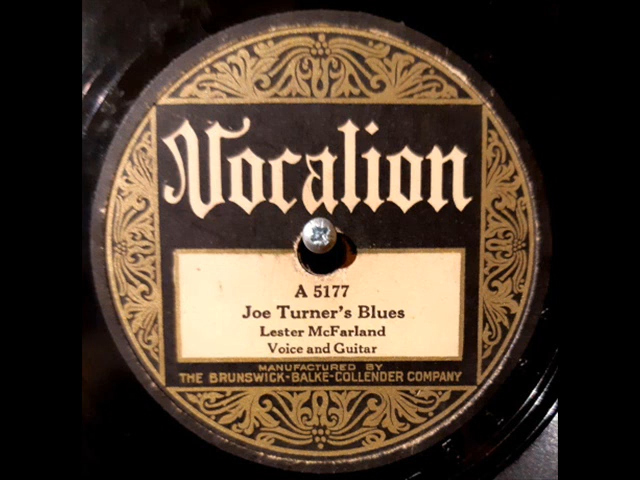 Vocalion
A 5177
Joe Turner's Blues
Lester McFarland
Voice and Guitar
MANUFACTURED BY
THE BRUNSWICK-BALKE-COLLENDER COMPANY